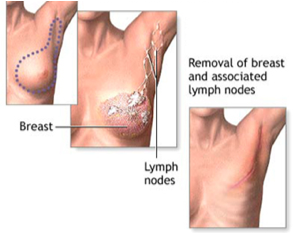 Removal of breast
and associated
lymph nodes
Breast
Lymph
nodes